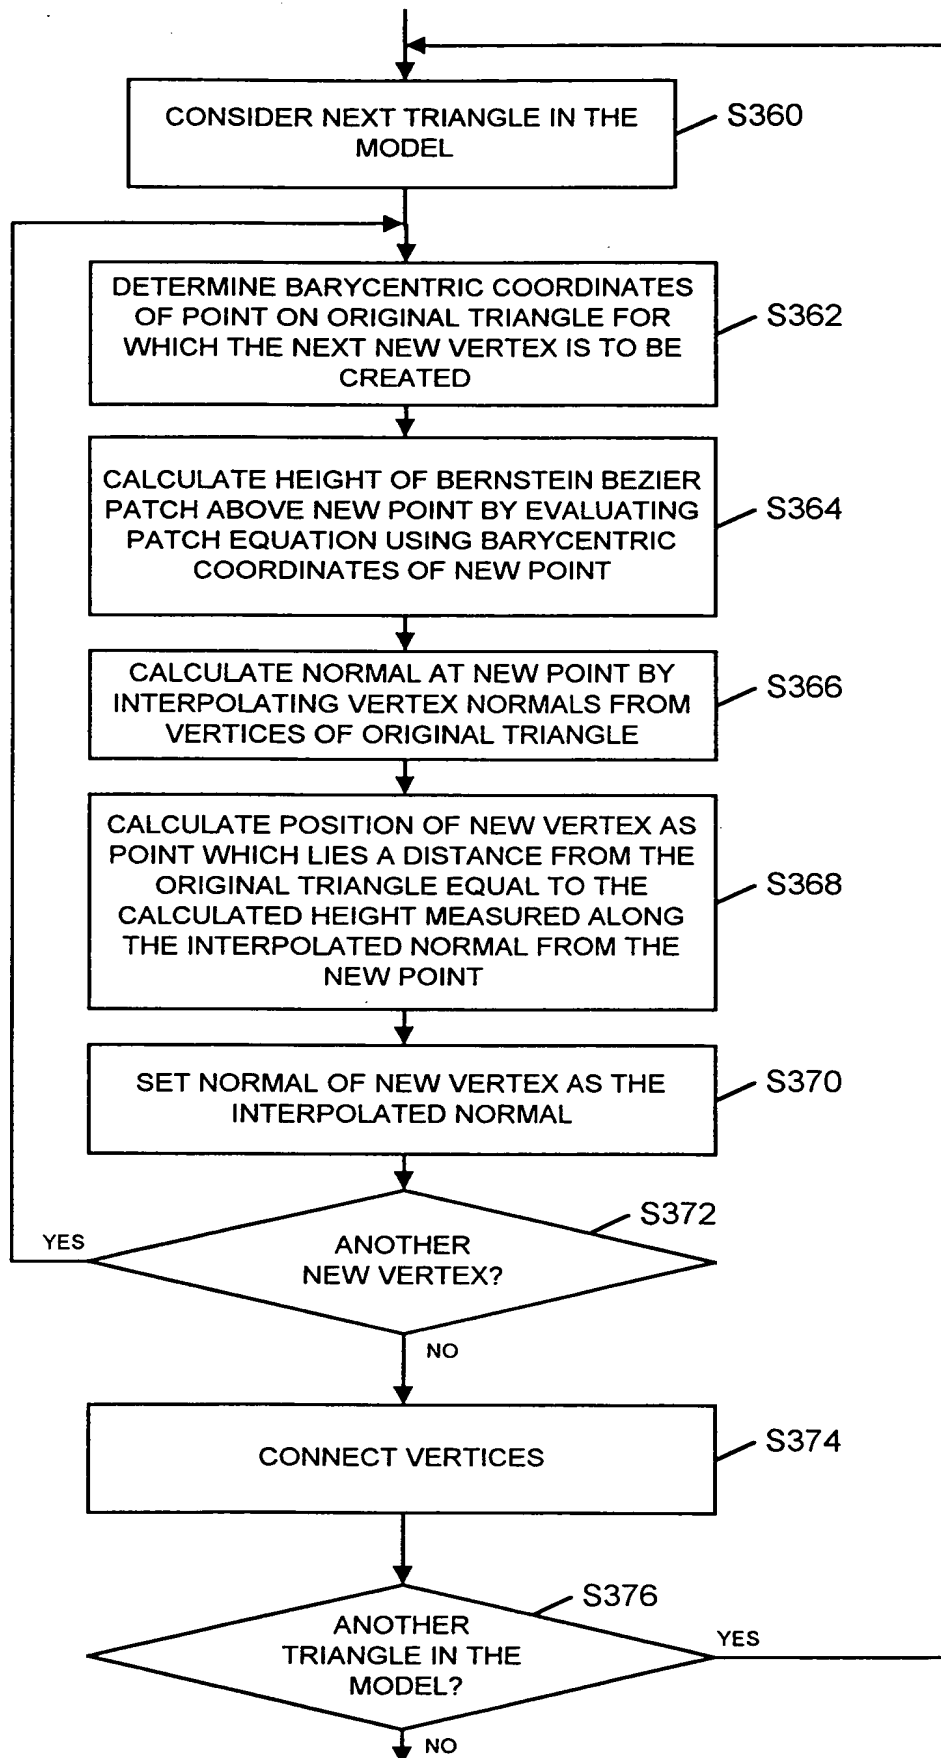 CONSIDER NEXT TRIANGLE IN THE
MODEL
S360
DETERMINE BARYCENTRIC COORDINATES
OF POINT ON ORIGINAL TRIANGLE FOR
WHICH THE NEXT NEW VERTEX IS TO BE
CREATED
S362
CALCULATE HEIGHT OF BERNSTEIN BEZIER
PATCH ABOVE NEW POINT BY EVALUATING
PATCH EQUATION USING BARYCENTRIC
COORDINATES OF NEW POINT
S364
CALCULATE NORMAL AT NEW POINT BY
INTERPOLATING VERTEX NORMALS FROM
VERTICES OF ORIGINAL TRIANGLE
S366
CALCULATE POSITION OF NEW VERTEX AS
POINT WHICH LIES A DISTANCE FROM THE
ORIGINAL TRIANGLE EQUAL TO THE
CALCULATED HEIGHT MEASURED ALONG
THE INTERPOLATED NORMAL FROM THE
NEW POINT
S368
SET NORMAL OF NEW VERTEX AS THE
INTERPOLATED NORMAL
S370
S372
YES
ANOTHER
NEW VERTEX?
NO
CONNECT VERTICES
S374
S376
ANOTHER
TRIANGLE IN THE
MODEL?
YES
NO